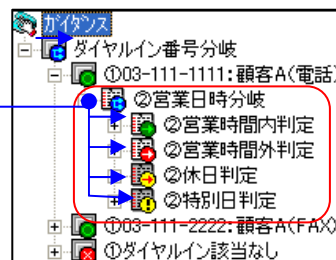 ガイダンス
ダイヤルイン番号分岐
①03-111-1111:顧客A(電話)
②営業日時分岐
②営業時間内判定
②営業時間外判定
②休日判定
②特別日判定
①03-111-2222:顧客A(FAX)
①ダイヤルイン該当なし